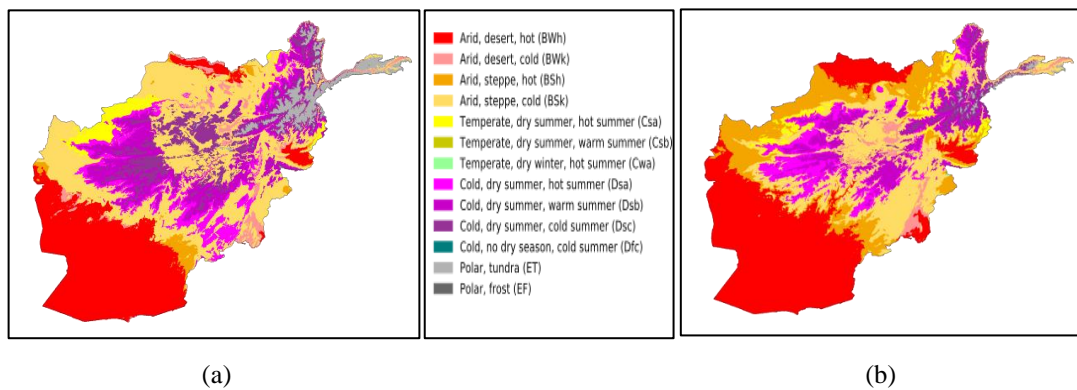 Arid, desert, hot (BWh)
Arid, desert, cold (BWk)
Arid, steppe, hot (BSh)
Arid, steppe, cold (BSk)
Temperate, dry summer, hot summer (Csa)
Temperate, dry summer, warm summer (Csb)
Temperate, dry winter, hot summer (Cwa)
Cold, dry summer, hot summer (Dsa)
Cold, dry summer, warm summer (Dsb)
Cold, dry summer, cold summer (Dsc)
Cold, no dry season, cold summer (Dfc)
Polar, tundra (ET)
Polar, frost (EF)
(a)
(b)